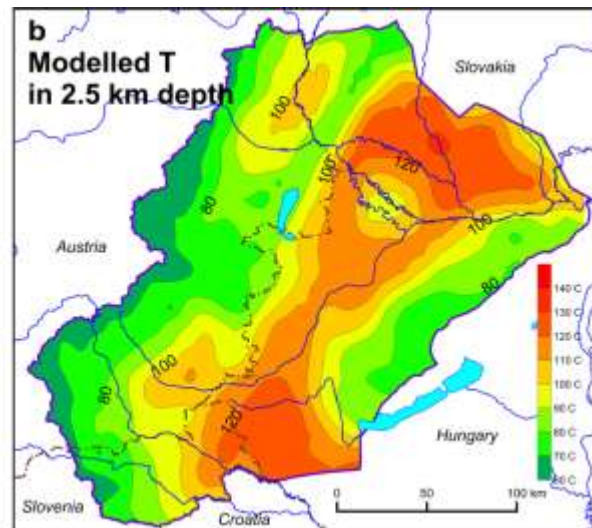 b
Modelled T
in 2.5 km depth
Slovakia
100
120
100
80
100
Austria
80
140 C
130 C
120 C
110 C
100 C
90 C
80 C
70 C
60 C
100
80
120
Hungary
Slovenia
Croatia
0 50 100 km